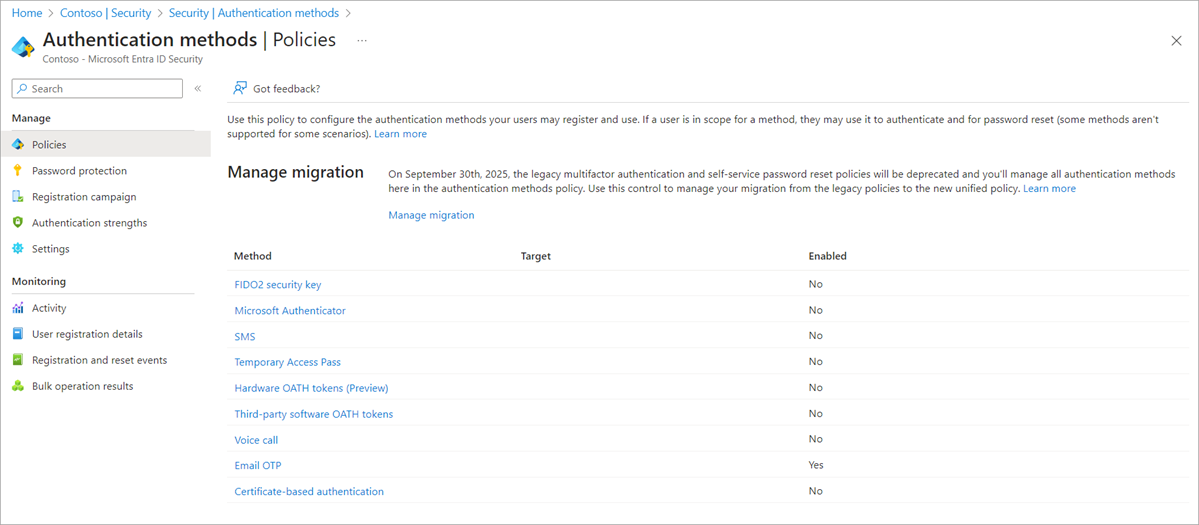 Home > Contoso | Security > Security | Authentication methods >
Authentication methods | Policies ...
Contoso - Microsoft Entra ID Security
Search
«
Manage
Policies
Password protection
Registration campaign
Authentication strengths
Settings
Monitoring
Activity
User registration details
Registration and reset events
Bulk operation results
Got feedback?
Use this policy to configure the authentication methods your users may register and use. If a user is in scope for a method, they may use it to authenticate and for password reset (some methods aren't
supported for some scenarios). Learn more
Manage migration
On September 30th, 2025, the legacy multifactor authentication and self-service password reset policies will be deprecated and you'll manage all authentication methods
here in the authentication methods policy. Use this control to manage your migration from the legacy policies to the new unified policy. Learn more
Manage migration
Method Target Enabled
FIDO2 security key No
Microsoft Authenticator No
SMS No
Temporary Access Pass No
Hardware OATH tokens (Preview) No
Third-party software OATH tokens No
Voice call No
Email OTP Yes
Certificate-based authentication No